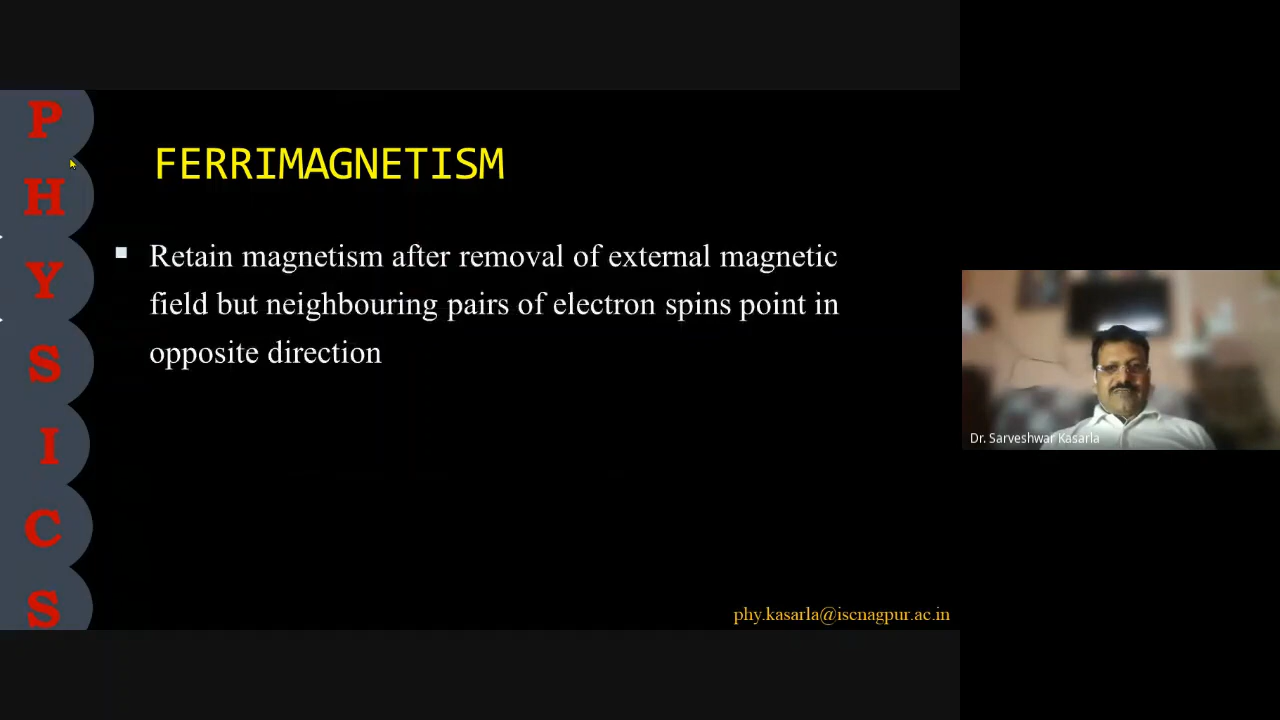 P
H
Y
S
I
C
S
FERRIMAGNETISM
Retain magnetism after removal of external magnetic
field but neighbouring pairs of electron spins point in
opposite direction
phy.kasarla@iscnagpur.ac.in
Dr. Sarveshwar Kasarla